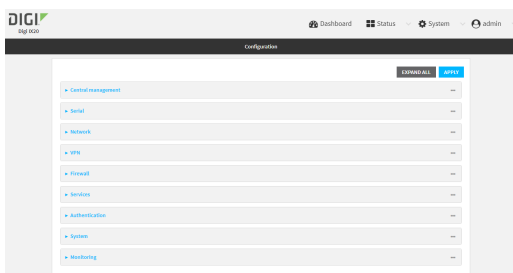 DIGI
Digi IX20
Dashboard Status System admin
Configuration
EXPAND ALL APPLY
Central management
Serial
Network
VPN
Firewall
Services
Authentication
System
Monitoring